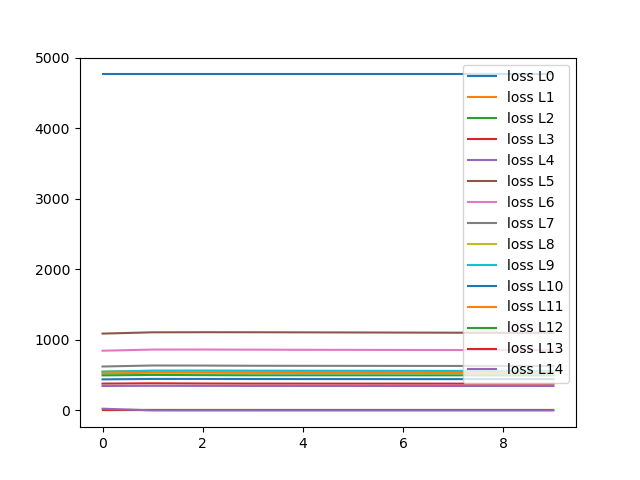 5000
4000
3000
2000
1000
0
0 2 4 6 8
loss L0
loss L1
loss L2
loss L3
loss L4
loss L5
loss L6
loss L7
loss L8
loss L9
loss L10
loss L11
loss L12
loss L13
loss L14